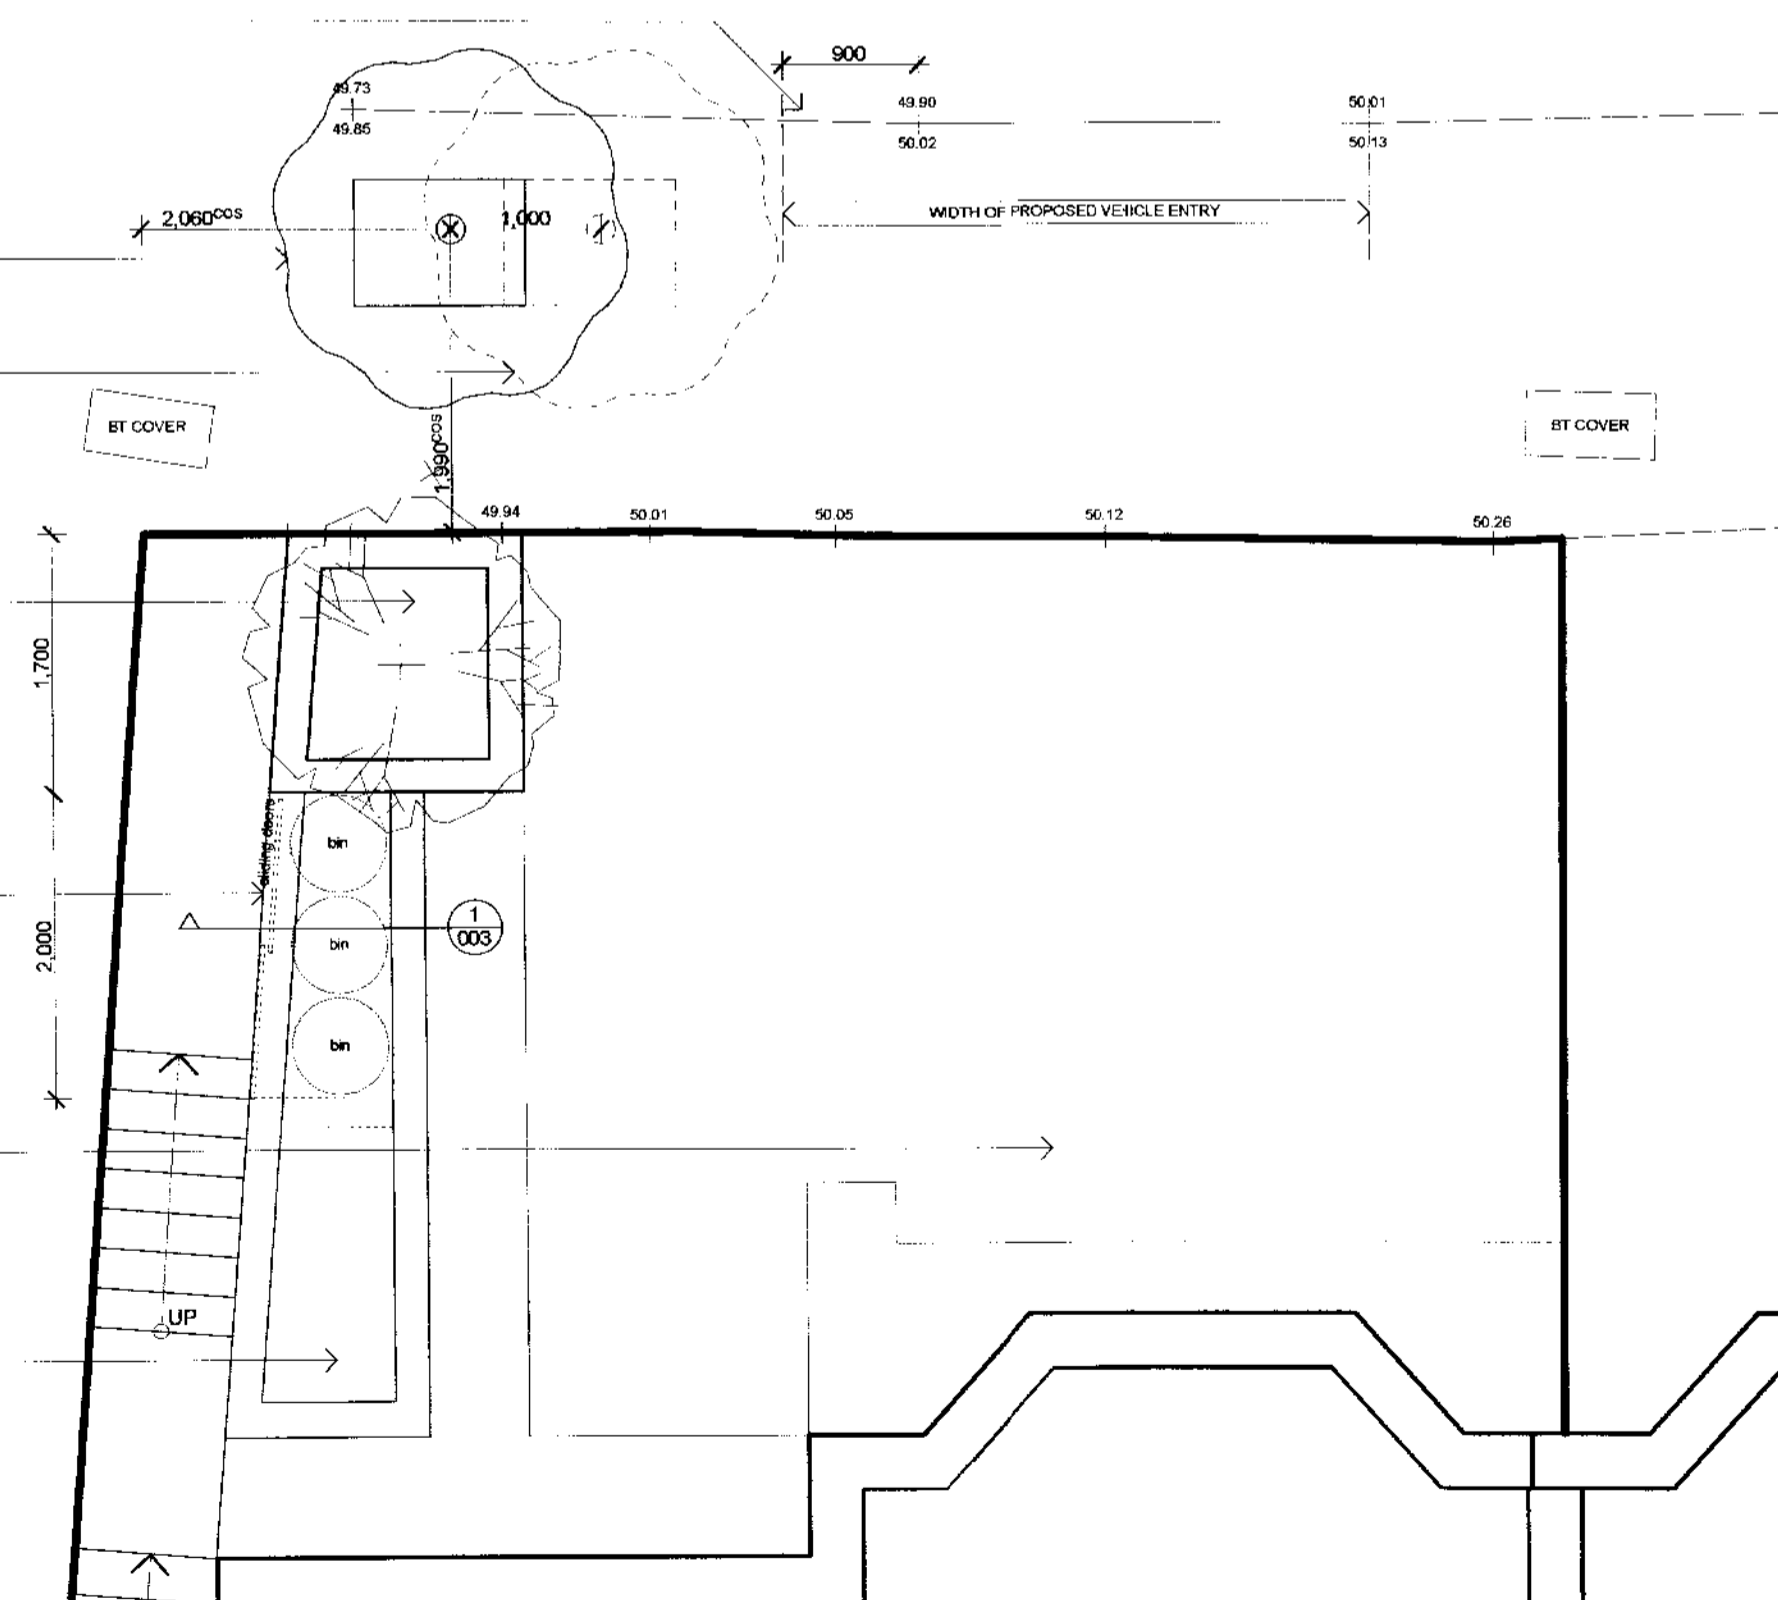 900
49.73
49.90
50.01
49.85
50.02
50.13
2,060COS
1,000
WIDTH OF PROPOSED VEHICLE ENTRY
BT COVER
BT COVER
1,990COS
49.94
50.01
50.05
50.12
50.26
1,700
sliding doors
bin
1
003
bin
2,000
bin
UP